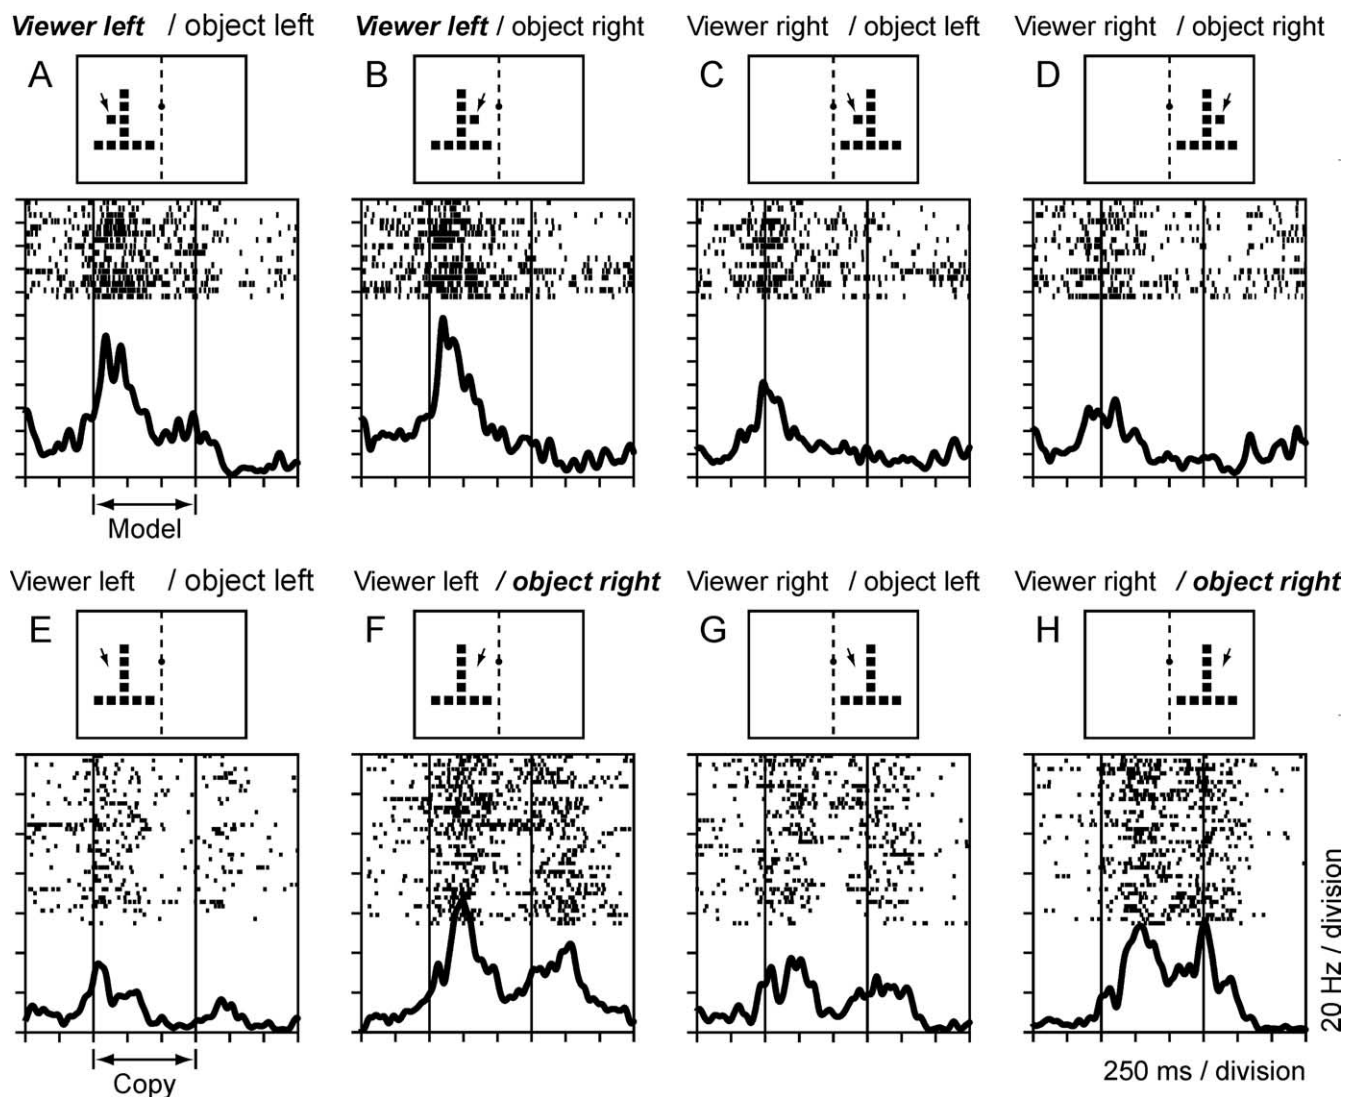 Viewer left / object left
Viewer left / object right
Viewer right / object left
Viewer right / object right
A
B
C
D
Model
Viewer left / object left
Viewer left / object right
Viewer right / object left
Viewer right / object right
E
F
G
H
20 Hz / division
250 ms / division
Copy